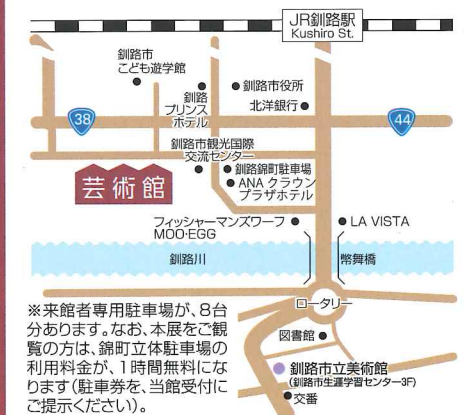 JR釧路駅
Kushiro St.
釧路市
こども遊学館
釧路
プリンス
ホテル
釧路市役所
北洋銀行
38
44
釧路市観光国際
交流センター
釧路錦町駐車場
ANA クラウン
プラザホテル
芸術館
フィッシャーマンズワーフ
MOO・EGG
LA VISTA
釧路川
幣舞橋
ロータリー
図書館
釧路市立美術館
(釧路市生涯学習センター3F)
交番
※来館者専用駐車場が、8台
分あります。なお、本展をご観
覧の方は、錦町立体駐車場の
利用料金が、1時間無料にな
ります(駐車券を、当館受付に
ご提示ください)。